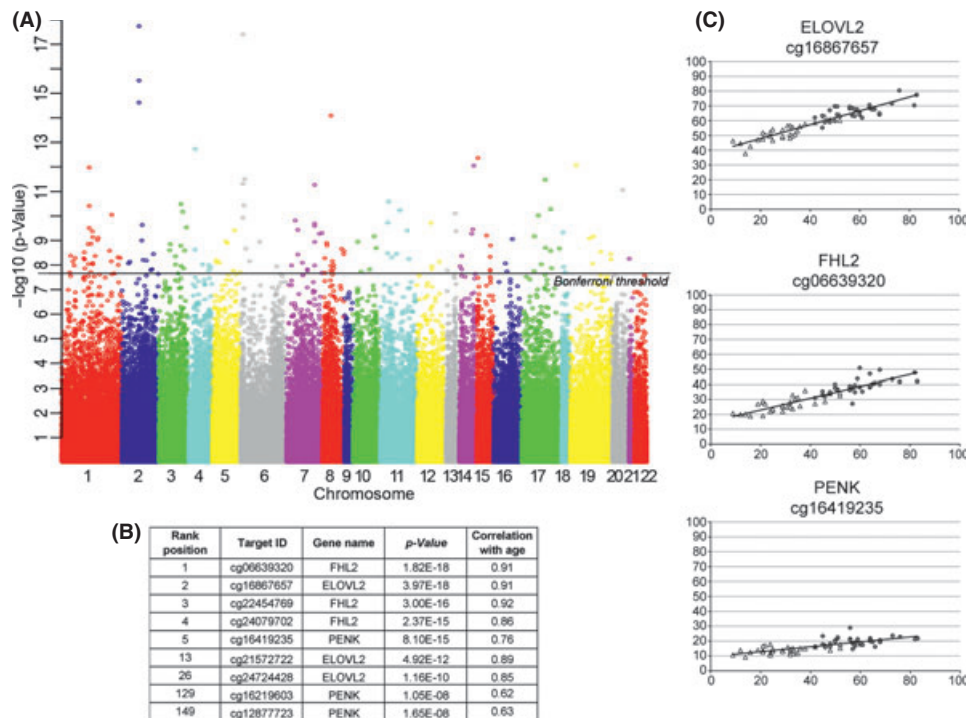 (A)
−log10 (p-Value)
17
15
13
11
9
8
7
6
5
4
3
2
1
Bonferroni threshold
1 2 3 4 5 6 7 8 9 10 11 12 13 14 15 16 17 18 19 20 21 22
Chromosome
(B)
Rank position Target ID Gene name p-Value Correlation with age
1 cg06639320 FHL2 1.82E-18 0.91
2 cg16867657 ELOVL2 3.97E-18 0.91
3 cg22454769 FHL2 3.00E-16 0.92
4 cg24079702 FHL2 2.37E-15 0.86
5 cg16419235 PENK 8.10E-15 0.76
13 cg21572722 ELOVL2 4.92E-12 0.89
26 cg24724428 ELOVL2 1.16E-10 0.85
129 cg16219603 PENK 1.05E-08 0.62
149 cg12877723 PENK 1.65E-08 0.63
(C)
ELOVL2
cg16867657
100
90
80
70
60
50
40
30
20
10
0
0 20 40 60 80 100
FHL2
cg06639320
100
90
80
70
60
50
40
30
20
10
0
0 20 40 60 80 100
PENK
cg16419235
100
90
80
70
60
50
40
30
20
10
0
0 20 40 60 80 100